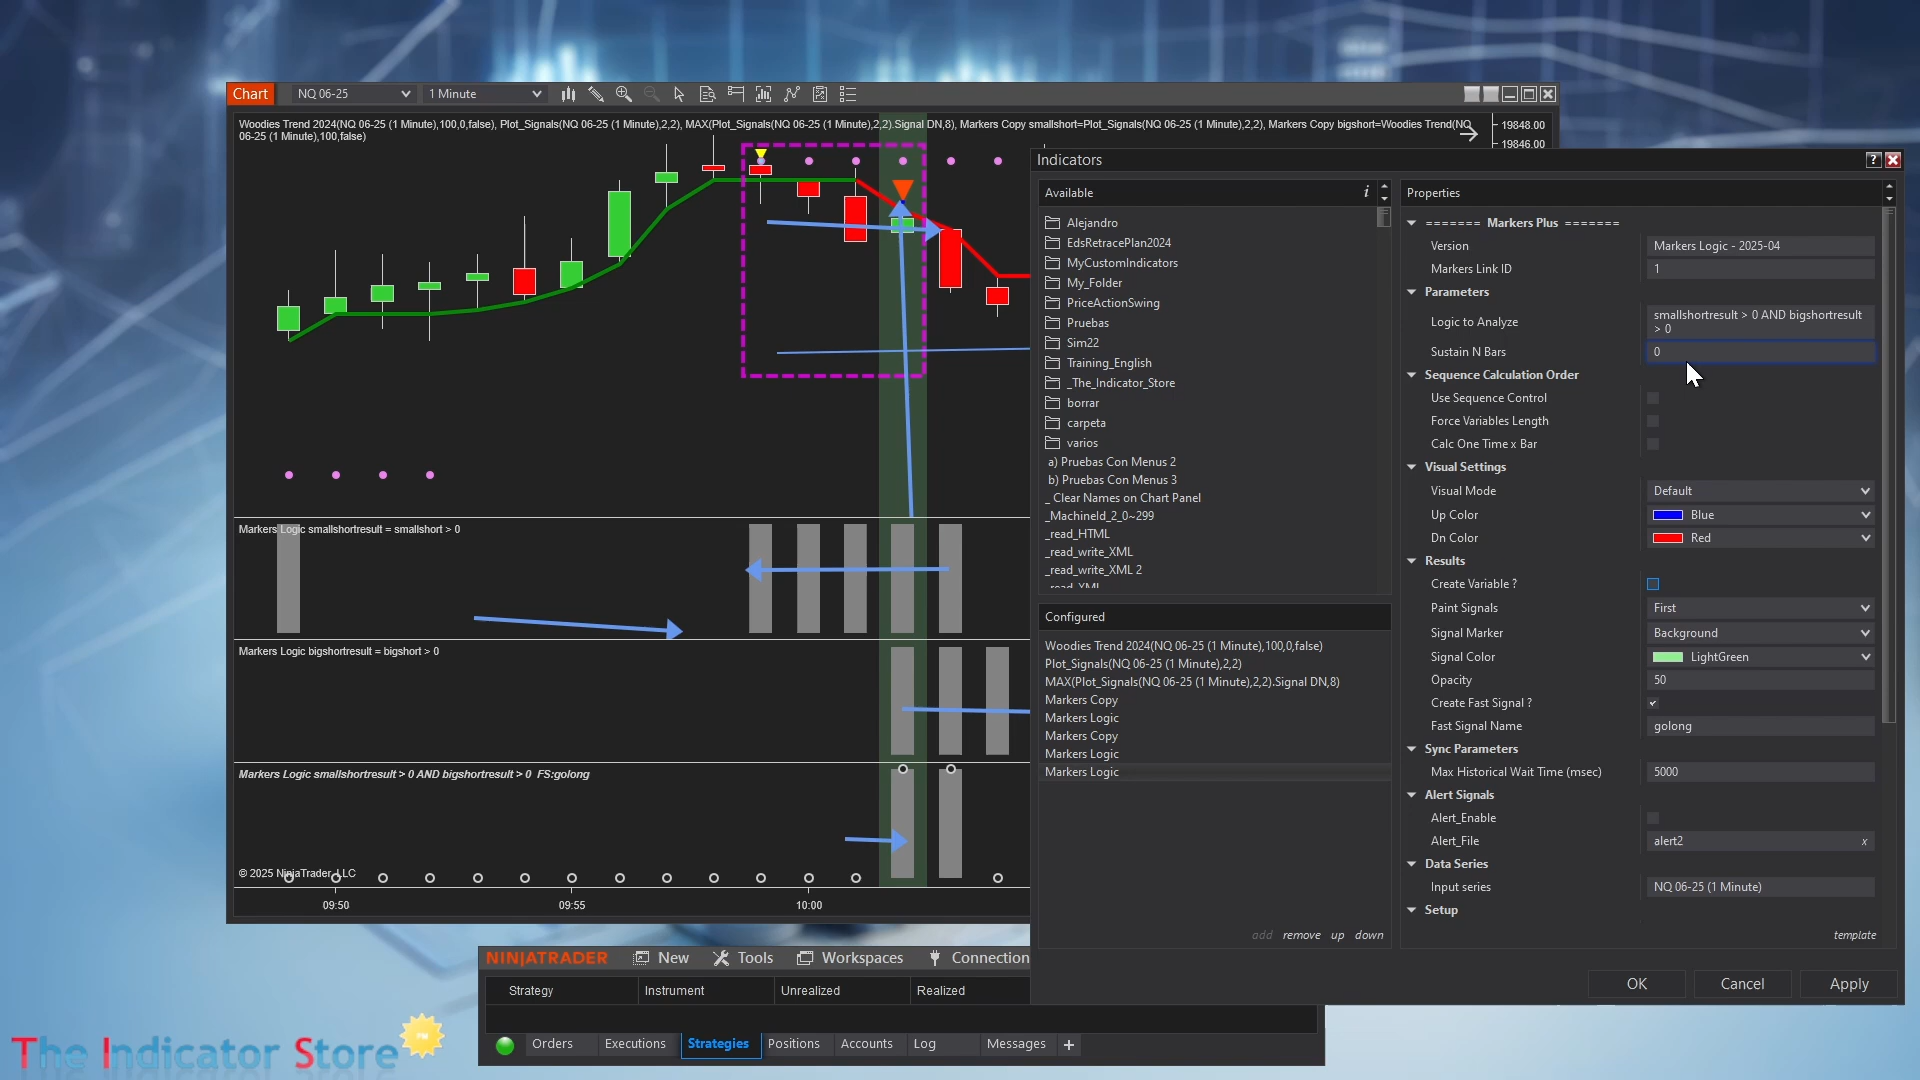 Chart
NQ 06-25
1 Minute
Woodies Trend 2024(NQ 06-25 (1 Minute),100,0,false), Plot_Signals(NQ 06-25 (1 Minute),2,2), MAX(Plot_Signals(NQ 06-25 (1 Minute),2,2).Signal DN,8), Markers Copy smallshort=Plot_Signals(NQ 06-25 (1 Minute),2,2), Markers Copy bigshort=Woodies Trend(NQ
06-25 (1 Minute),100,false)
19848.00
19846.00
Markers Logic smallshortresult = smallshort > 0
Markers Logic bigshortresult = bigshort > 0
Markers Logic smallshortresult > 0 AND bigshortresult > 0 FS:golong
© 2025 NinjaTrader, LLC
09:50
09:55
10:00
Indicators
?
Available
i
Alejandro
EdsRetracePlan2024
MyCustomIndicators
My_Folder
PriceActionSwing
Pruebas
Sim22
Training_English
_The_Indicator_Store
borrar
carpeta
varios
a) Pruebas Con Menus 2
b) Pruebas Con Menus 3
_ Clear Names on Chart Panel
_MachineId_2_0~299
_read_HTML
_read_write_XML
_read_write_XML 2
_read_XML
Configured
Woodies Trend 2024(NQ 06-25 (1 Minute),100,0,false)
Plot_Signals(NQ 06-25 (1 Minute),2,2)
MAX(Plot_Signals(NQ 06-25 (1 Minute),2,2).Signal DN,8)
Markers Copy
Markers Logic
Markers Copy
Markers Logic
Markers Logic
add remove up down
Properties
======= Markers Plus =======
Version Markers Logic - 2025-04
Markers Link ID 1
Parameters
Logic to Analyze smallshortresult > 0 AND bigshortresult
> 0
Sustain N Bars 0
Sequence Calculation Order
Use Sequence Control
Force Variables Length
Calc One Time x Bar
Visual Settings
Visual Mode Default
Up Color Blue
Dn Color Red
Results
Create Variable ?
Paint Signals First
Signal Marker Background
Signal Color LightGreen
Opacity 50
Create Fast Signal ?
Fast Signal Name golong
Sync Parameters
Max Historical Wait Time (msec) 5000
Alert Signals
Alert_Enable
Alert_File alert2 x
Data Series
Input series NQ 06-25 (1 Minute)
Setup
template
OK Cancel Apply
NINJATRADER New Tools Workspaces Connection
Strategy Instrument Unrealized Realized
Orders Executions Strategies Positions Accounts Log Messages +
The Indicator Store